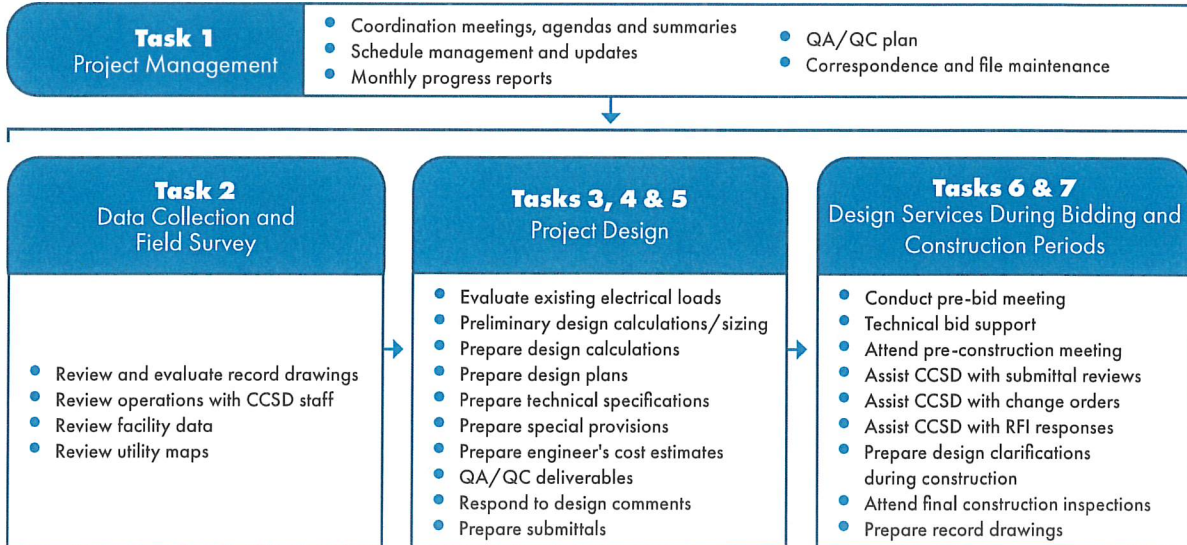 Task 1
Project Management
Coordination meetings, agendas and summaries
Schedule management and updates
Monthly progress reports
QA/QC plan
Correspondence and file maintenance
Task 2
Data Collection and
Field Survey
Review and evaluate record drawings
Review operations with CCSD staff
Review facility data
Review utility maps
Tasks 3, 4 & 5
Project Design
Evaluate existing electrical loads
Preliminary design calculations/sizing
Prepare design calculations
Prepare design plans
Prepare technical specifications
Prepare special provisions
Prepare engineer's cost estimates
QA/QC deliverables
Respond to design comments
Prepare submittals
Tasks 6 & 7
Design Services During Bidding and
Construction Periods
Conduct pre-bid meeting
Technical bid support
Attend pre-construction meeting
Assist CCSD with submittal reviews
Assist CCSD with change orders
Assist CCSD with RFI responses
Prepare design clarifications
during construction
Attend final construction inspections
Prepare record drawings